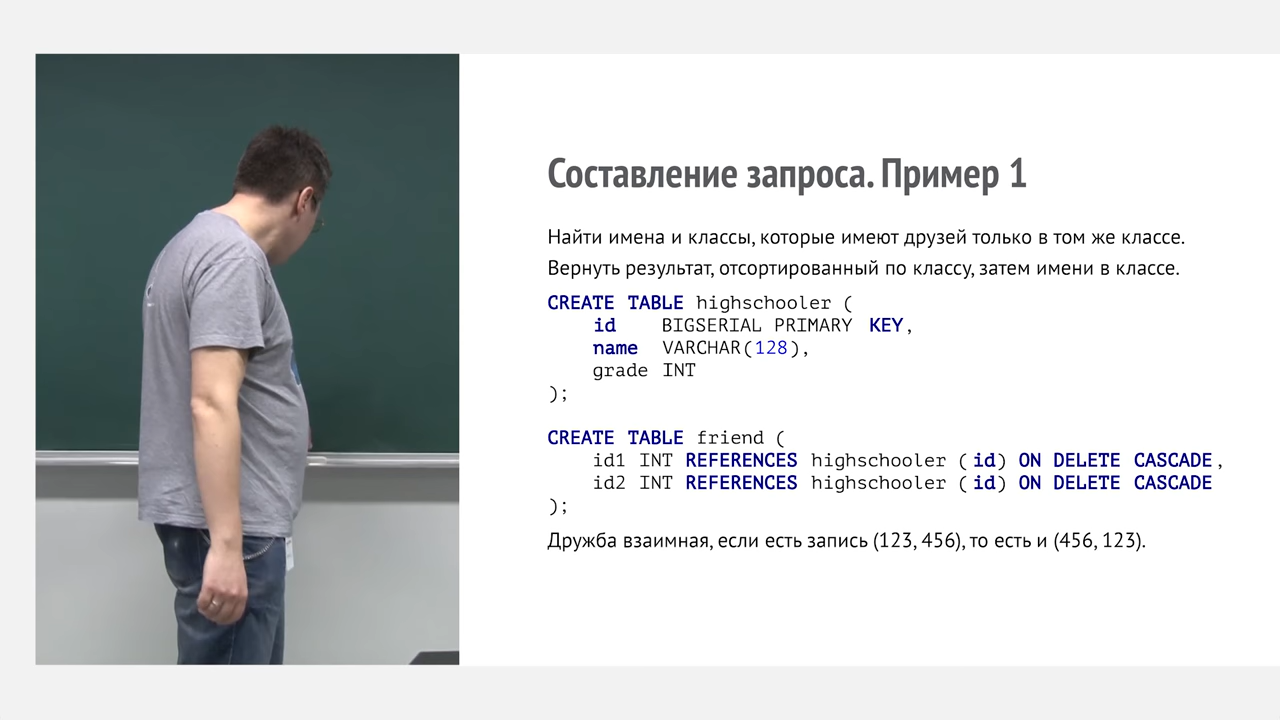 Составление запроса. Пример 1
Найти имена и классы, которые имеют друзей только в том же классе.
Вернуть результат, отсортированный по классу, затем имени в классе.
CREATE TABLE highschooler (
    id    BIGSERIAL PRIMARY KEY,
    name  VARCHAR(128),
    grade INT
);
CREATE TABLE friend (
    id1 INT REFERENCES highschooler (id) ON DELETE CASCADE,
    id2 INT REFERENCES highschooler (id) ON DELETE CASCADE
);
Дружба взаимная, если есть запись (123, 456), то есть и (456, 123).